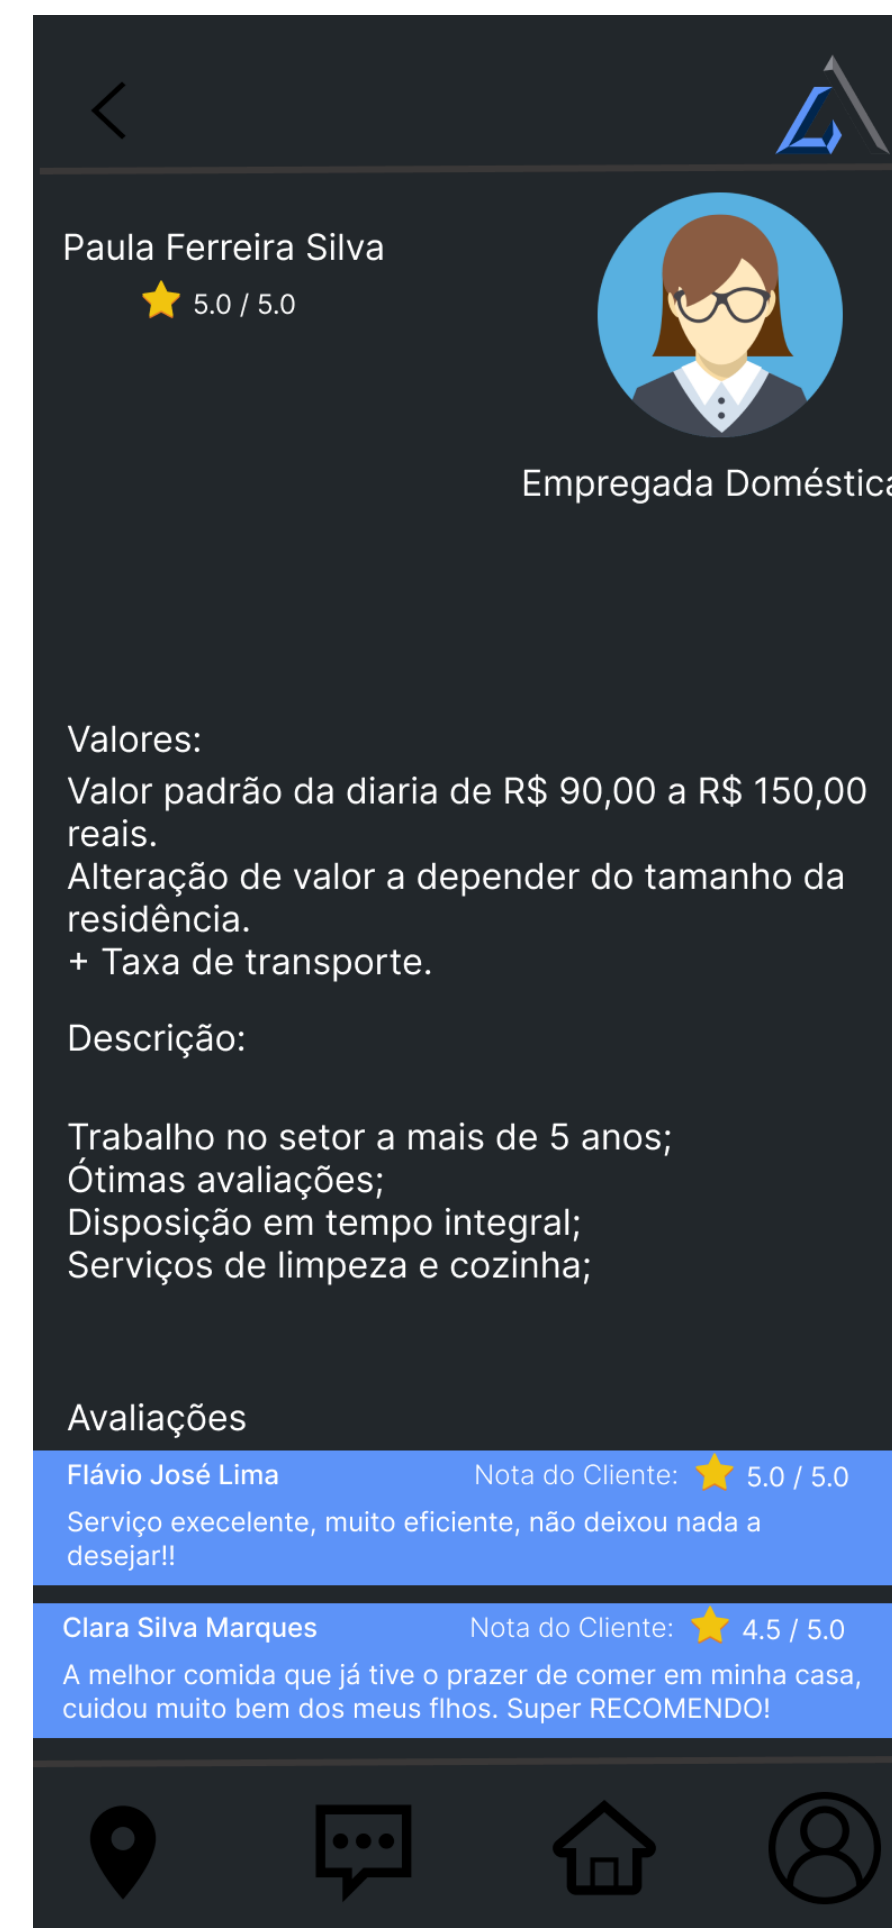 Paula Ferreira Silva
5.0 / 5.0
Empregada Doméstica
Valores:
Valor padrão da diaria de R$ 90,00 a R$ 150,00
reais.
Alteração de valor a depender do tamanho da
residência.
+ Taxa de transporte.
Descrição:
Trabalho no setor a mais de 5 anos;
Ótimas avaliações;
Disposição em tempo integral;
Serviços de limpeza e cozinha;
Avaliações
Flávio José Lima Nota do Cliente: 5.0 / 5.0
Serviço execelente, muito eficiente, não deixou nada a
desejar!!
Clara Silva Marques Nota do Cliente: 4.5 / 5.0
A melhor comida que já tive o prazer de comer em minha casa,
cuidou muito bem dos meus flhos. Super RECOMENDO!